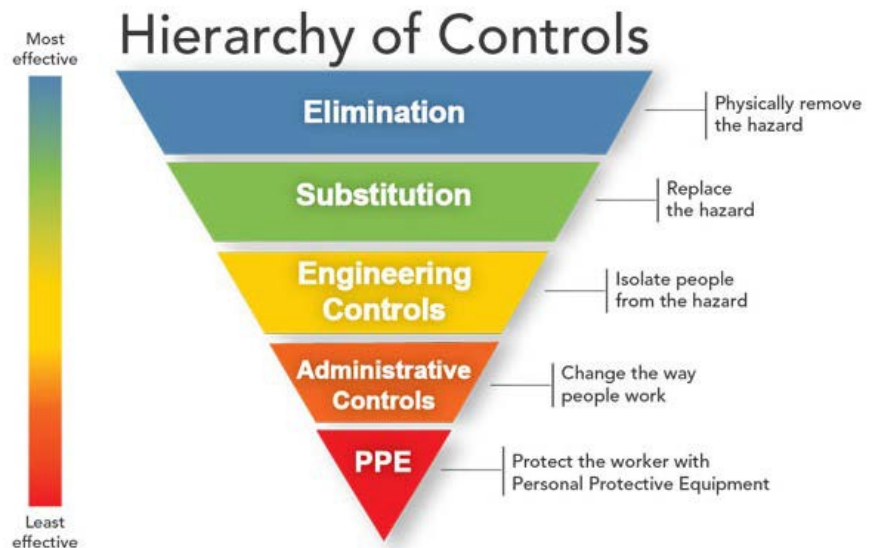 Hierarchy of Controls
Most
effective
Elimination
Physically remove
the hazard
Substitution
Replace
the hazard
Engineering
Controls
Isolate people
from the hazard
Administrative
Controls
Change the way
people work
PPE
Protect the worker with
Personal Protective Equipment
Least
effective